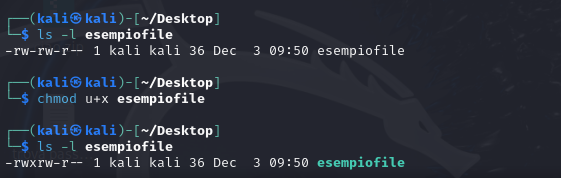 ┌──(kali㉿kali)-[~/Desktop]
└─$ ls -l esempiofile
-rw-rw-r-- 1 kali kali 36 Dec  3 09:50 esempiofile
┌──(kali㉿kali)-[~/Desktop]
└─$ chmod u+x esempiofile
┌──(kali㉿kali)-[~/Desktop]
└─$ ls -l esempiofile
-rwxrw-r-- 1 kali kali 36 Dec  3 09:50 esempiofile